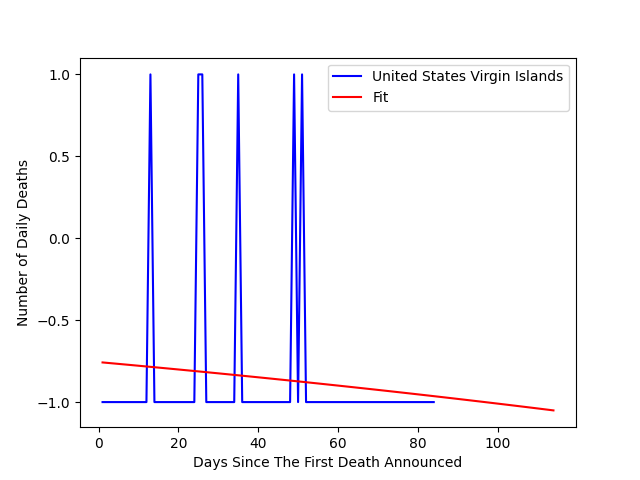 United States Virgin Islands
Fit
Number of Daily Deaths
1.0
0.5
0.0
−0.5
−1.0
0 20 40 60 80 100
Days Since The First Death Announced